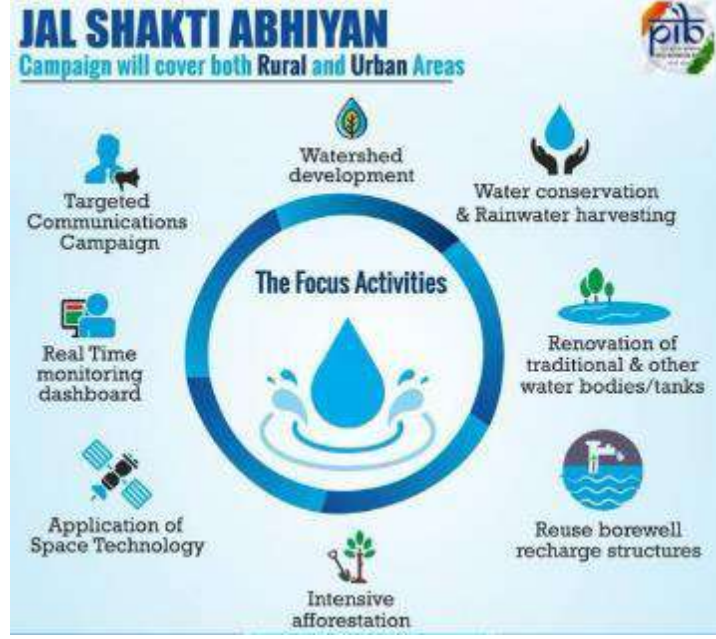 JAL SHAKTI ABHIYAN
Campaign will cover both Rural and Urban Areas
pib
Watershed
development
Water conservation
& Rainwater harvesting
Targeted
Communications
Campaign
The Focus Activities
Real Time
monitoring
dashboard
Renovation of
traditional & other
water bodies/tanks
Application of
Space Technology
Reuse borewell
recharge structures
Intensive
afforestation